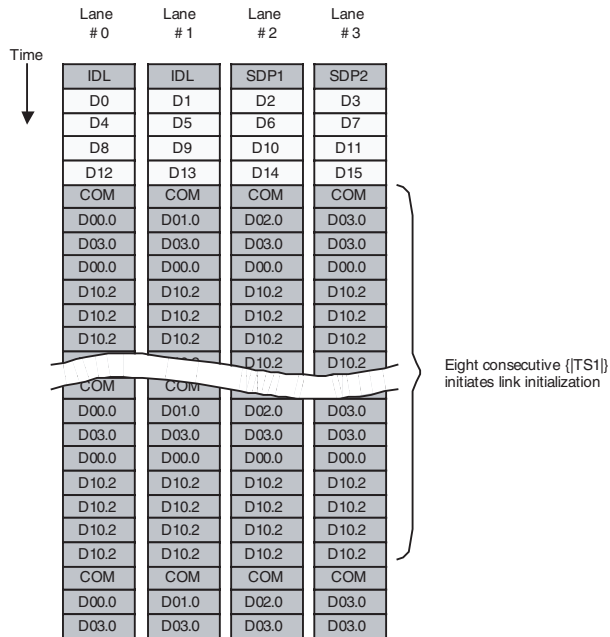 Lane Lane Lane Lane
# 0 # 1 # 2 # 3
Time
IDL IDL SDP1 SDP2
D0 D1 D2 D3
D4 D5 D6 D7
D8 D9 D10 D11
D12 D13 D14 D15
COM COM COM COM
D00.0 D01.0 D02.0 D03.0
D03.0 D03.0 D03.0 D03.0
D00.0 D00.0 D00.0 D00.0
D10.2 D10.2 D10.2 D10.2
D10.2 D10.2 D10.2 D10.2
D10.2 D10.2 D10.2 D10.2
D10.2 D10.2
COM COM
D00.0 D01.0 D02.0 D03.0
D03.0 D03.0 D03.0 D03.0
D00.0 D00.0 D00.0 D00.0
D10.2 D10.2 D10.2 D10.2
D10.2 D10.2 D10.2 D10.2
D10.2 D10.2 D10.2 D10.2
D10.2 D10.2 D10.2 D10.2
COM COM COM COM
D00.0 D01.0 D02.0 D03.0
D03.0 D03.0 D03.0 D03.0
Eight consecutive {|TS1|}
initiates link initialization